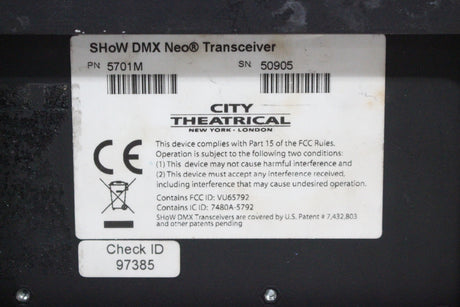 SHoW DMX Neo® Transceiver
PN 5701M SN 50905
CITY
THEATRICAL
NEW YORK · LONDON
This device complies with Part 15 of the FCC Rules.
Operation is subject to the following two conditions:
(1) This device may not cause harmful interference and
(2) This device must accept any interference received,
including interference that may cause undesired operation.
Contains FCC ID: VU65792
Contains IC ID: 7480A-5792
SHoW DMX Transceivers are covered by U.S. Patent # 7,432,803
and other patents pending
CE
Check ID
97385